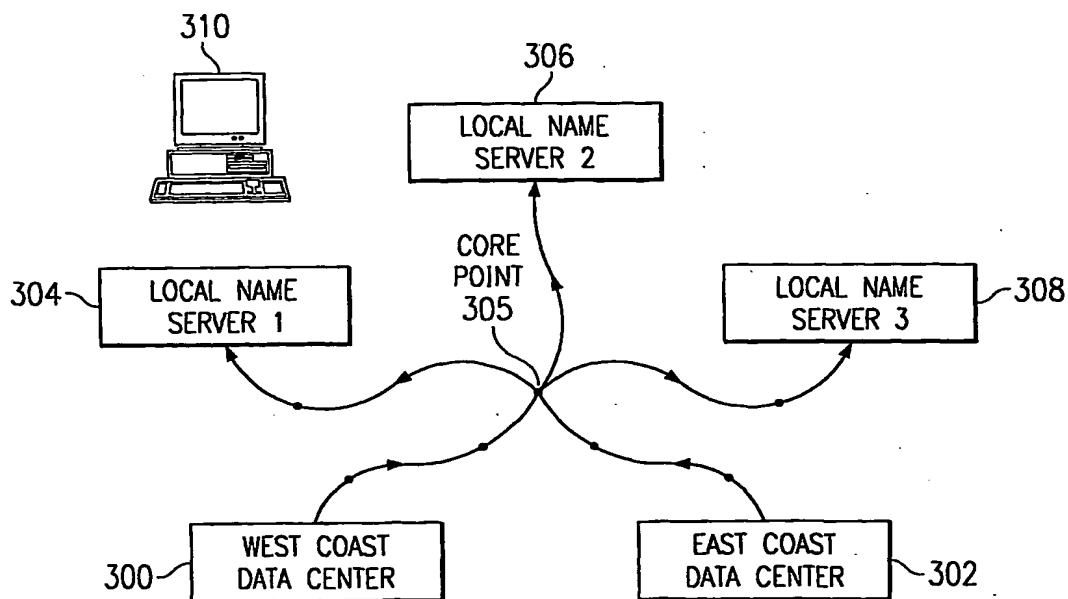 310
306
LOCAL NAME
SERVER 2
CORE
POINT
305
304
LOCAL NAME
SERVER 1
LOCAL NAME
SERVER 3
308
300
WEST COAST
DATA CENTER
EAST COAST
DATA CENTER
302